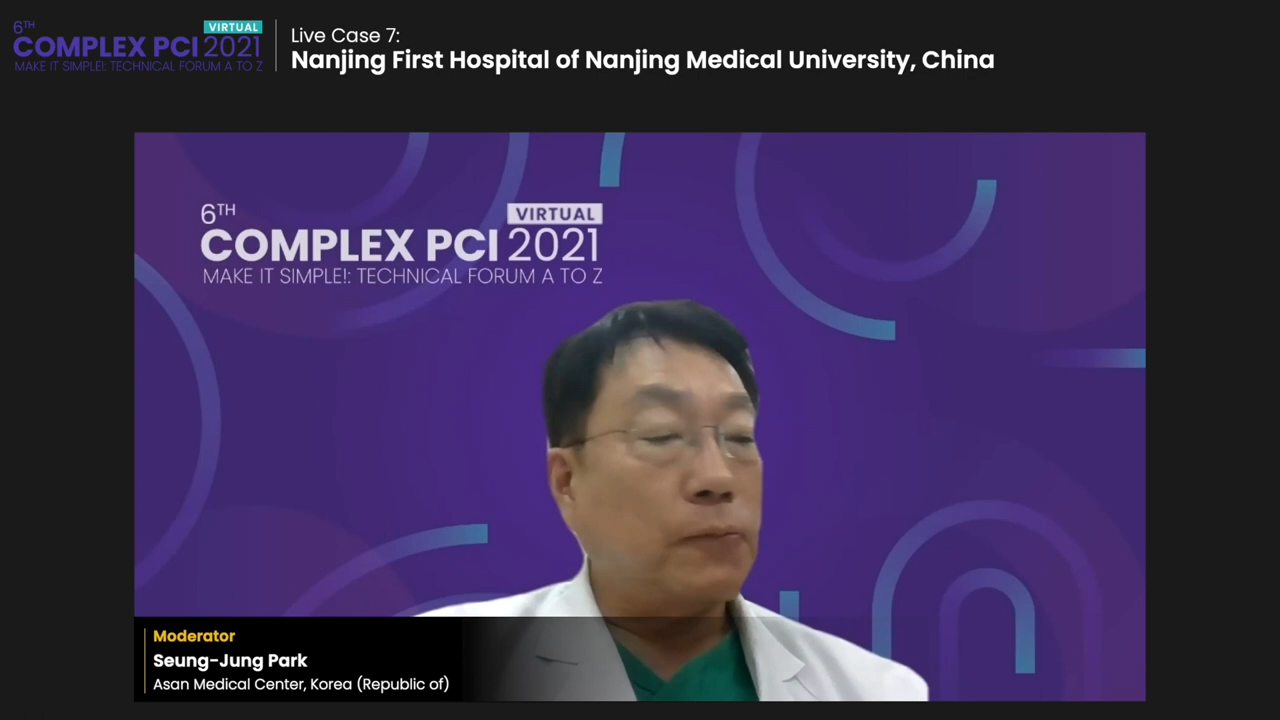 6TH
VIRTUAL
COMPLEX PCI 2021
MAKE IT SIMPLE!: TECHNICAL FORUM A TO Z
Live Case 7:
Nanjing First Hospital of Nanjing Medical University, China
6TH
VIRTUAL
COMPLEX PCI 2021
MAKE IT SIMPLE!: TECHNICAL FORUM A TO Z
Moderator
Seung-Jung Park
Asan Medical Center, Korea (Republic of)